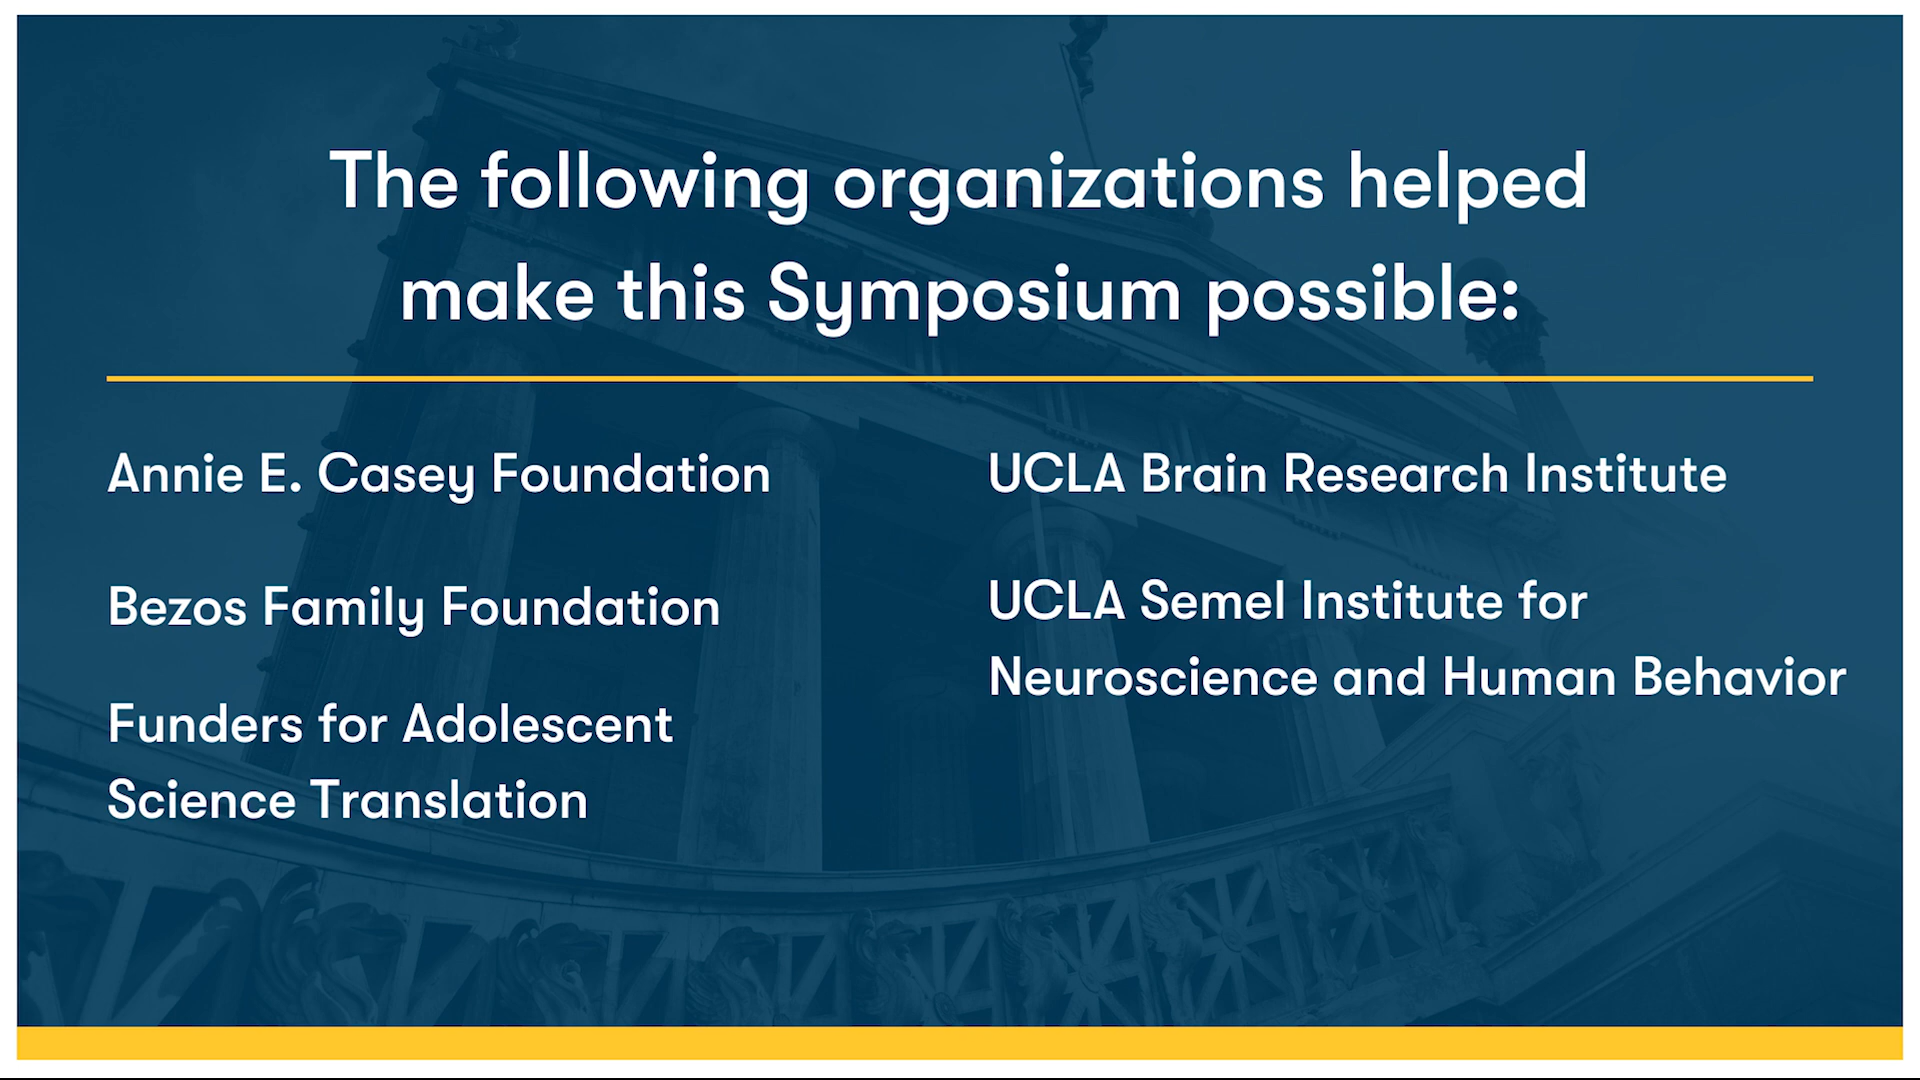 The following organizations helped
make this Symposium possible:
Annie E. Casey Foundation
Bezos Family Foundation
Funders for Adolescent
Science Translation
UCLA Brain Research Institute
UCLA Semel Institute for
Neuroscience and Human Behavior